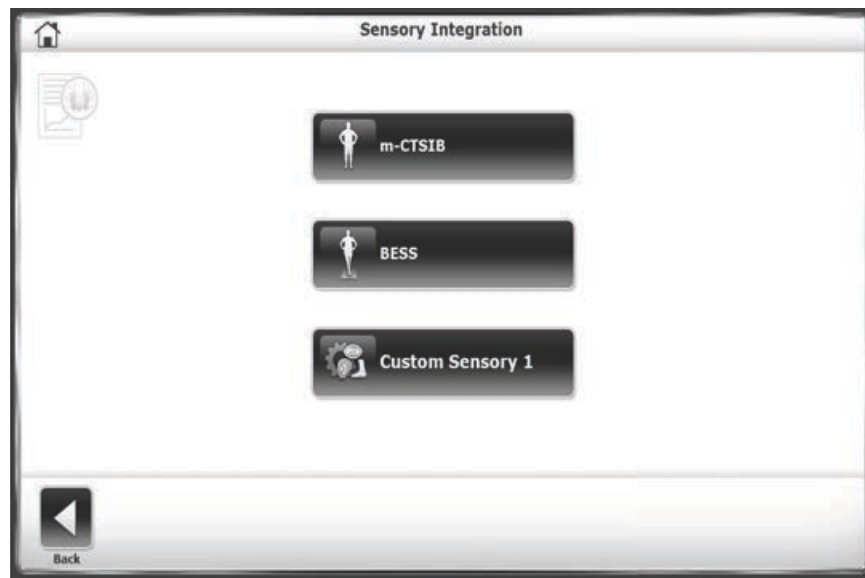 Sensory Integration
m-CTSIB
BESS
Custom Sensory 1
Back